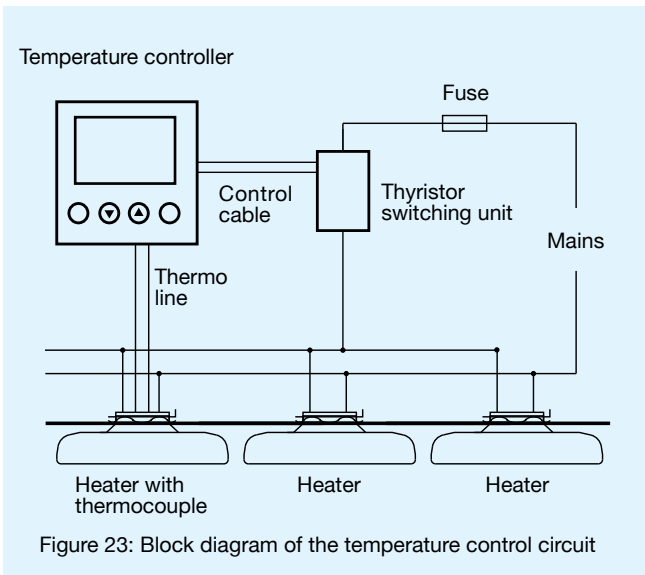 Temperature controller
Fuse
Control
cable
Thyristor
switching unit
Mains
Thermo
line
Heater with
thermocouple
Heater
Heater
Figure 23: Block diagram of the temperature control circuit